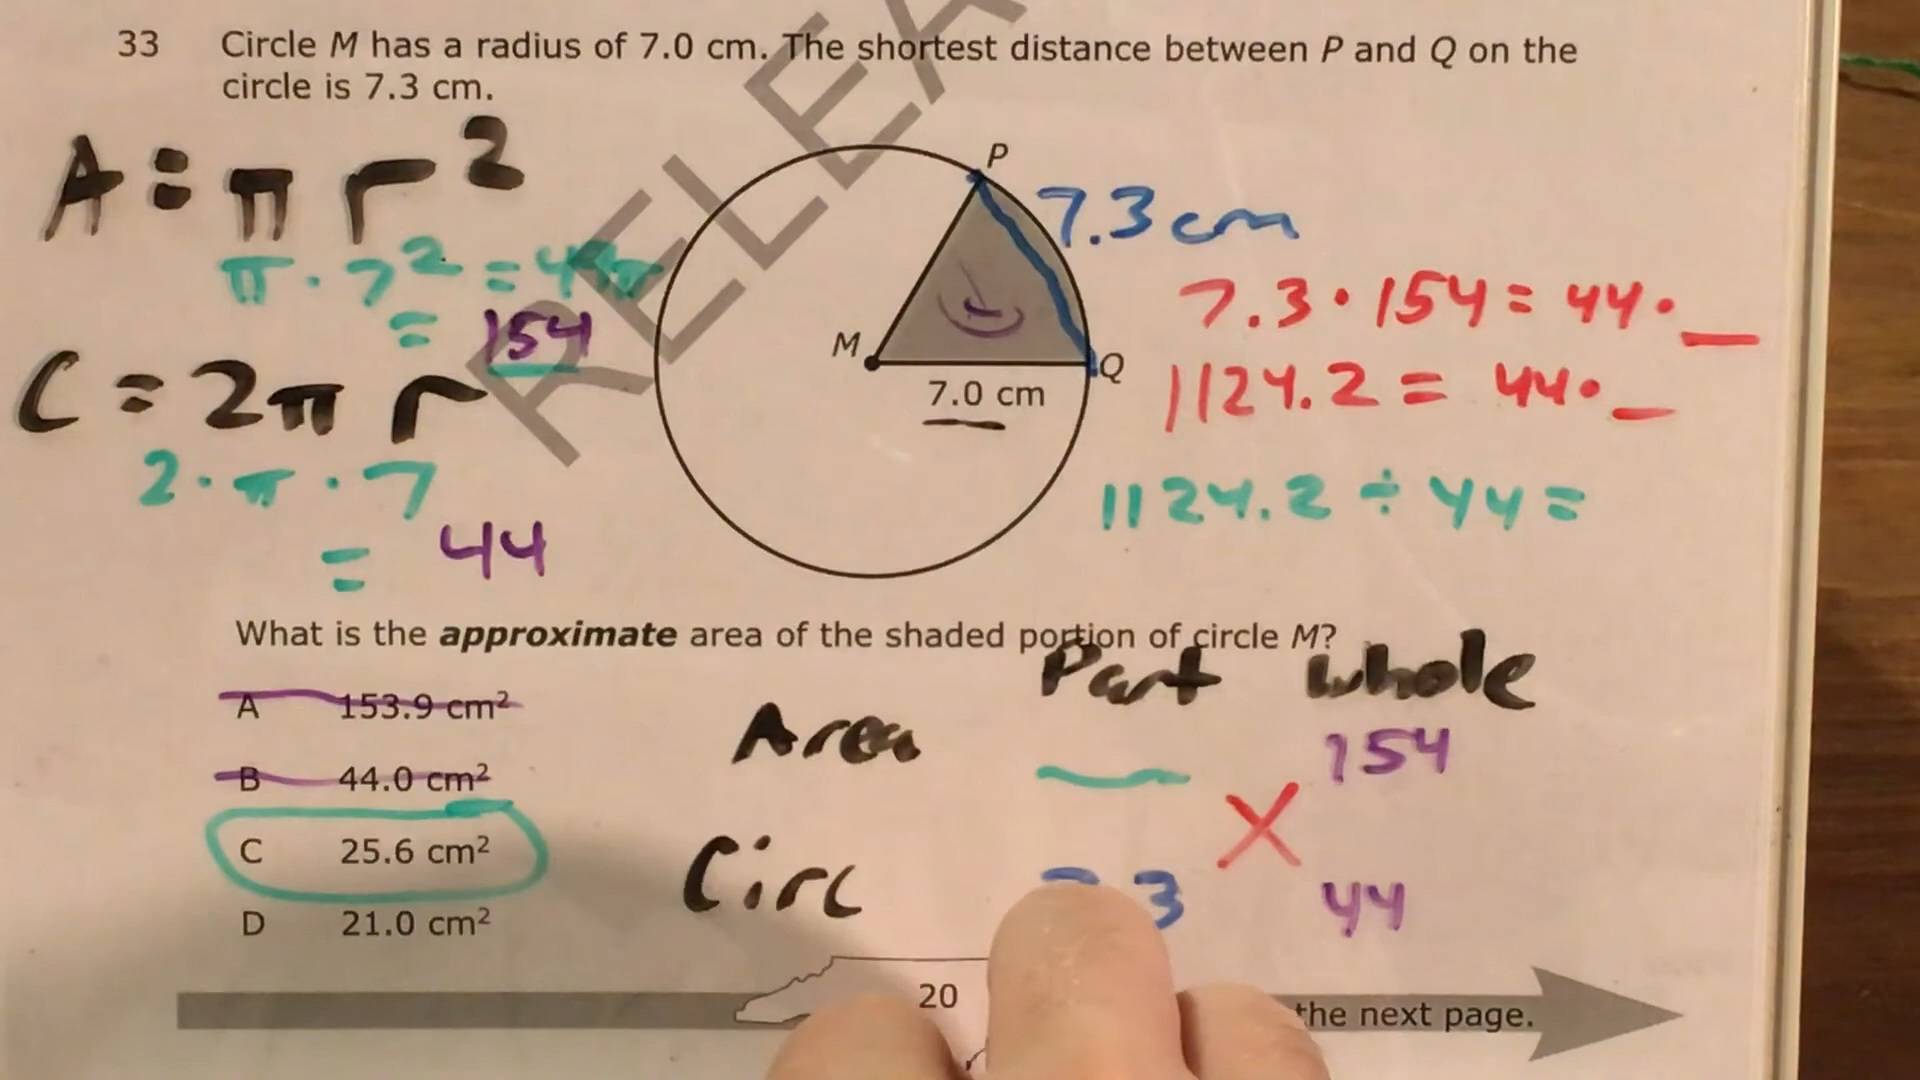 33 Circle M has a radius of 7.0 cm. The shortest distance between P and Q on the
circle is 7.3 cm.
A = π r²
π · 7² = 49π
= 154
C = 2π r
2 · π · 7
= 44
P
7.3 cm
M
Q
7.0 cm
7.3 · 154 = 44 · _
1124.2 = 44 · _
1124.2 ÷ 44 =
What is the approximate area of the shaded portion of circle M?
A 153.9 cm²
B 44.0 cm²
C 25.6 cm²
D 21.0 cm²
Part whole
Area 154
Circ 3 44
20
the next page.